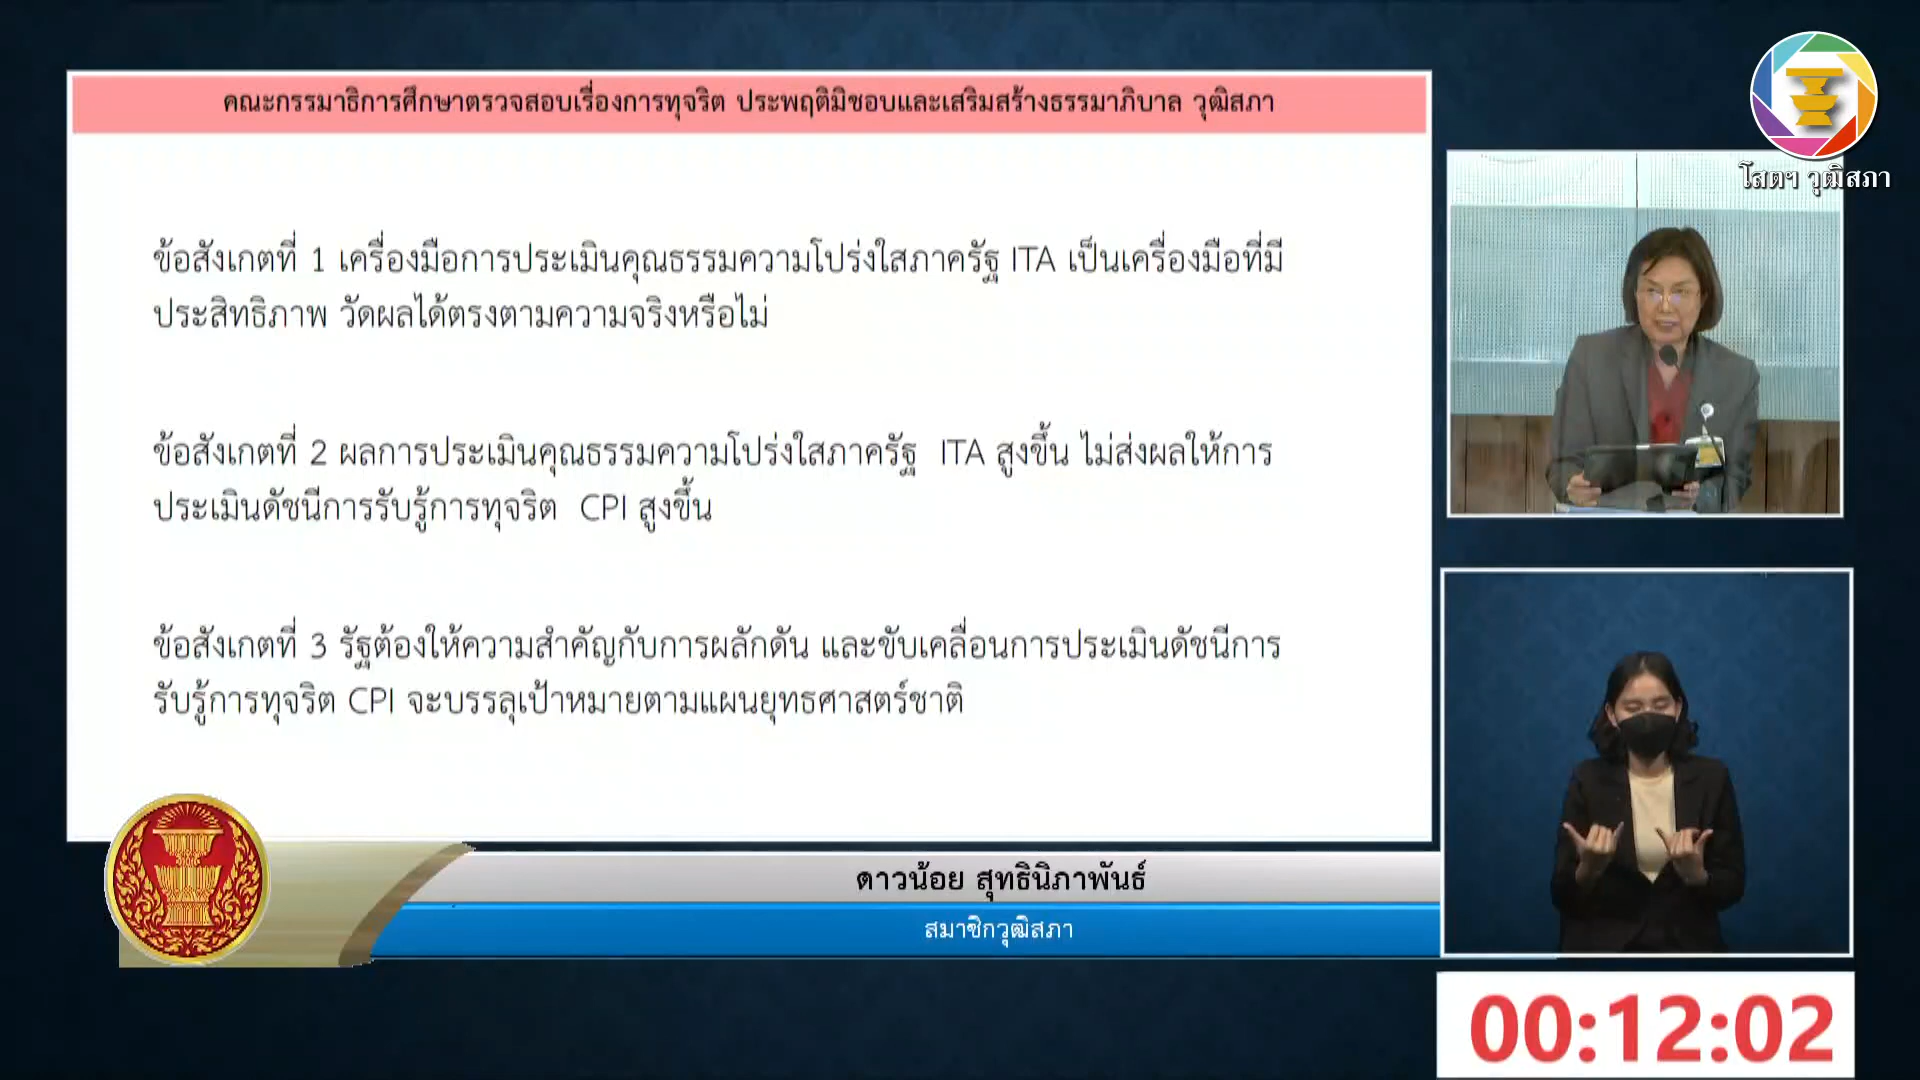 คณะกรรมาธิการศึกษาตรวจสอบเรื่องการทุจริต ประพฤติมิชอบและเสริมสร้างธรรมาภิบาล วุฒิสภา
โสตฯ วุฒิสภา
ข้อสังเกตที่ 1 เครื่องมือการประเมินคุณธรรมความโปร่งใสภาครัฐ ITA เป็นเครื่องมือที่มี
ประสิทธิภาพ วัดผลได้ตรงตามความจริงหรือไม่
ข้อสังเกตที่ 2 ผลการประเมินคุณธรรมความโปร่งใสภาครัฐ ITA สูงขึ้น ไม่ส่งผลให้การ
ประเมินดัชนีการรับรู้การทุจริต CPI สูงขึ้น
ข้อสังเกตที่ 3 รัฐต้องให้ความสำคัญกับการผลักดัน และขับเคลื่อนการประเมินดัชนีการ
รับรู้การทุจริต CPI จะบรรลุเป้าหมายตามแผนยุทธศาสตร์ชาติ
ดาวน้อย สุทธินิภาพันธ์
สมาชิกวุฒิสภา
00:12:02